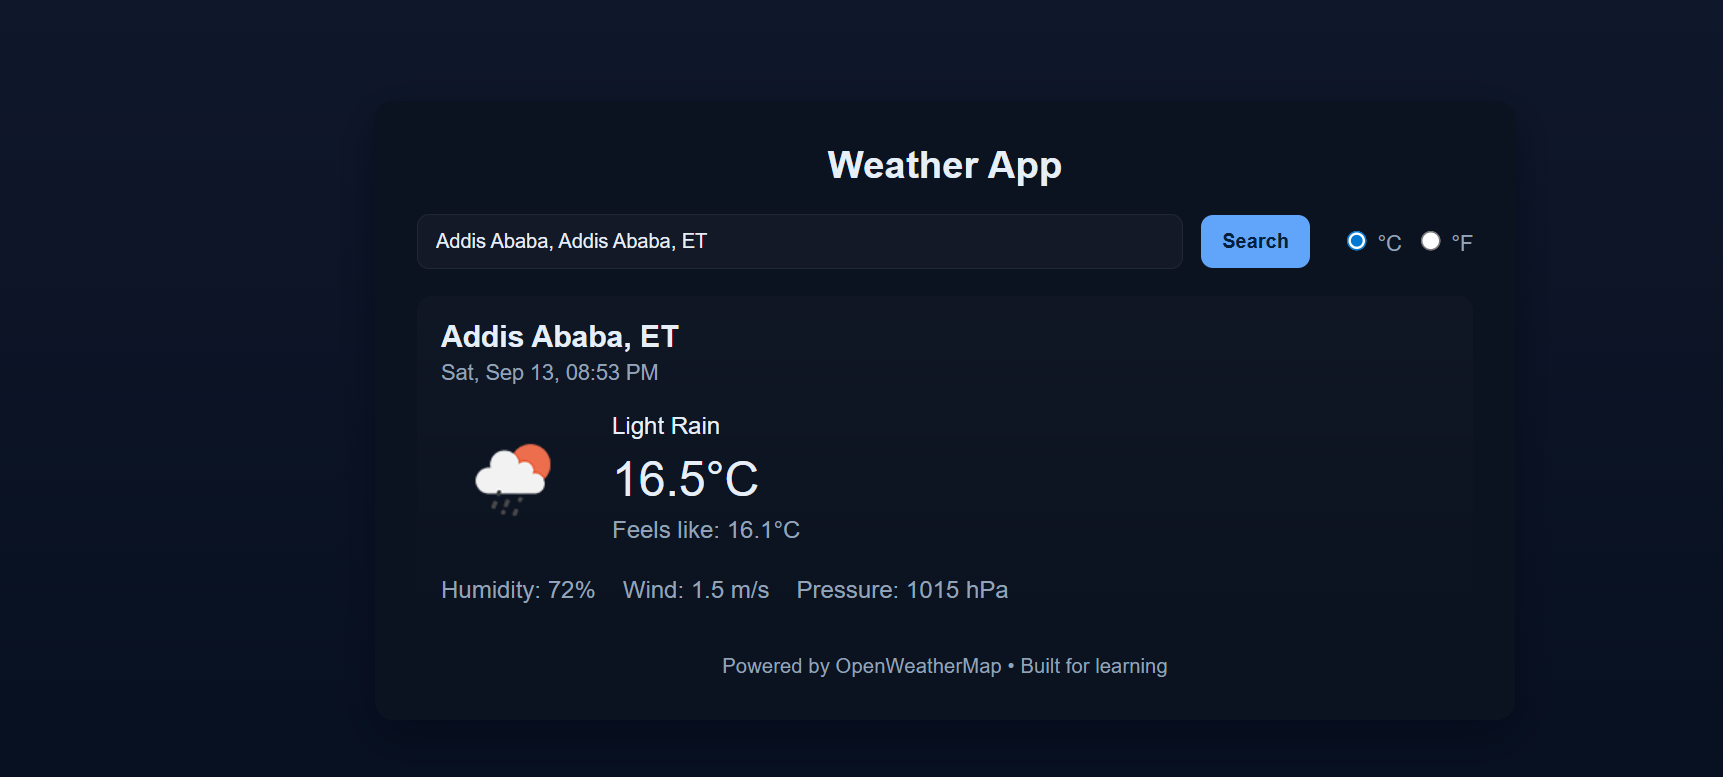 Weather App
Addis Ababa, Addis Ababa, ET
Search
°C
°F
Addis Ababa, ET
Sat, Sep 13, 08:53 PM
Light Rain
16.5°C
Feels like: 16.1°C
Humidity: 72% Wind: 1.5 m/s Pressure: 1015 hPa
Powered by OpenWeatherMap • Built for learning